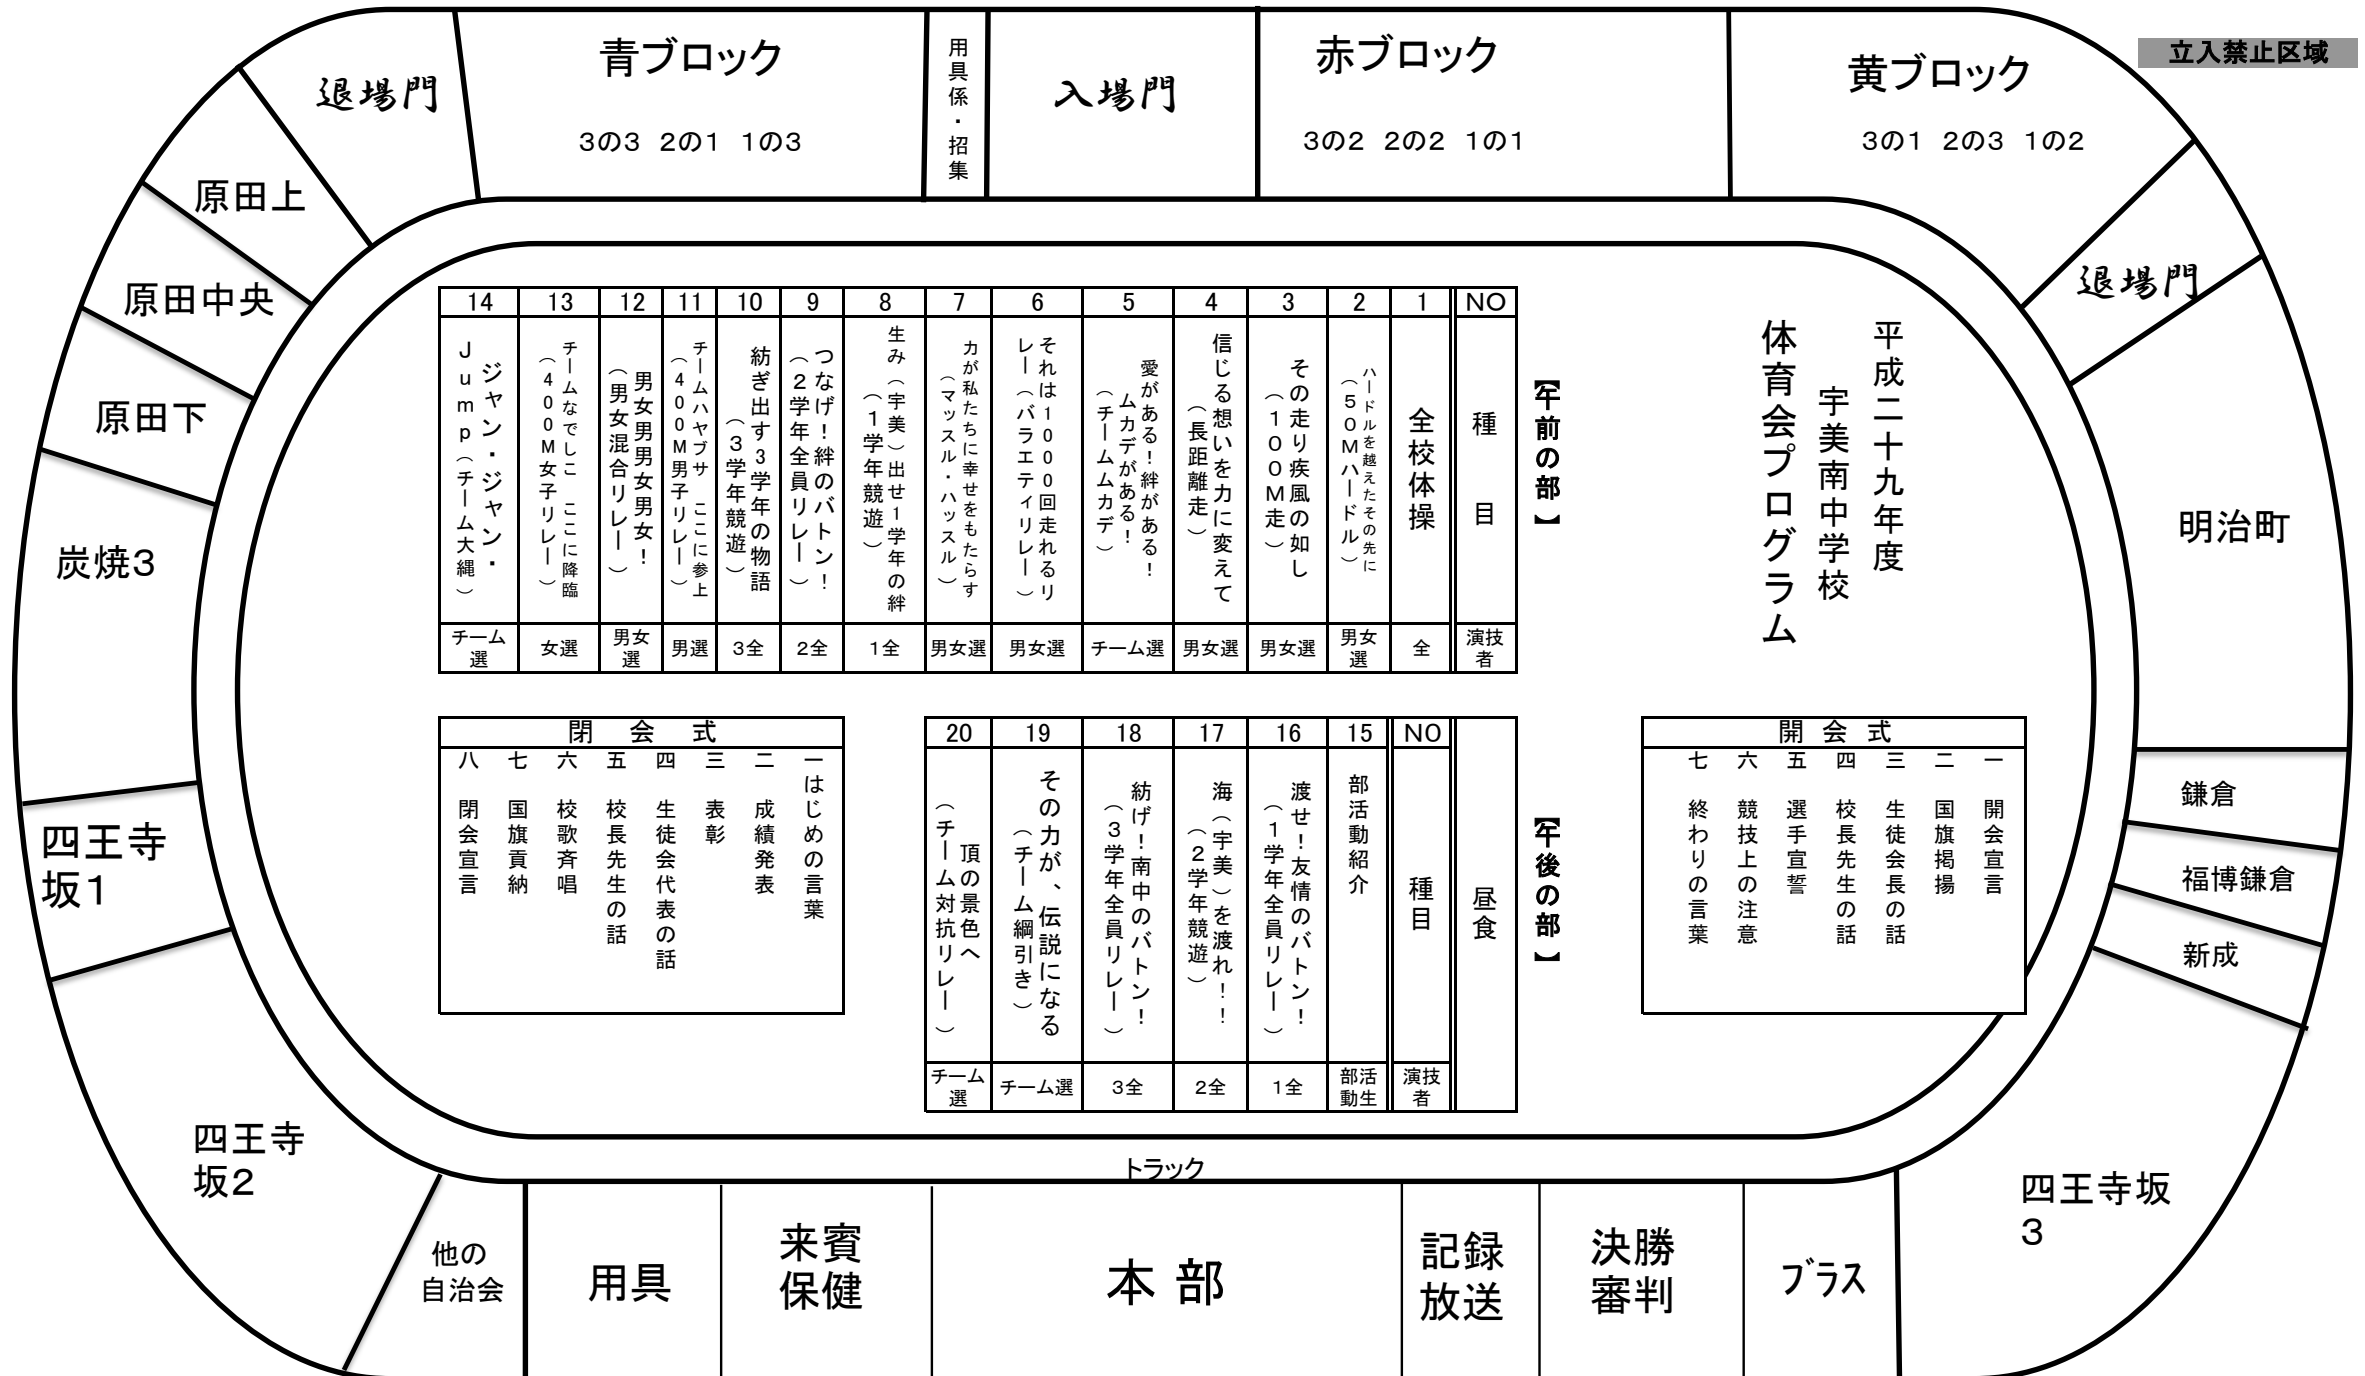 青ブロック
3の3 2の1 1の3
用具係・招集
入場門
赤ブロック
3の2 2の2 1の1
黄ブロック
3の1 2の3 1の2
立入禁止区域
退場門
退場門
原田上
原田中央
原田下
炭焼3
四王寺
坂1
四王寺
坂2
他の
自治会
用具
来賓
保健
本部
記録
放送
決勝
審判
ブラス
四王寺坂
3
新成
福博鎌倉
鎌倉
明治町
トラック
平成二十九年度
宇美南中学校
体育会プログラム
【午前の部】
NO
種目
演技
者
1
全校体操
全
2
ハードルを越えたその先に
(50Mハードル)
男女
選
3
その走り疾風の如し
(100M走)
男女選
4
信じる想いを力に変えて
(長距離走)
男女選
5
愛がある!絆がある!
ムカデがある!
(チームムカデ)
チーム選
6
それは1000回走れるリ
レー(バラエティリレー)
男女選
7
力が私たちに幸せをもたらす
(マッスル・ハッスル)
男女選
8
生み(宇美)出せ1学年の絆
(1学年競遊)
1全
9
つなげ!絆のバトン!
(2学年全員リレー)
2全
10
紡ぎ出す3学年の物語
(3学年競遊)
3全
11
チームハヤブサ ここに参上
(400M男子リレー)
男選
12
男女男男女男女!
(男女混合リレー)
男女
選
13
チームなでしこ ここに降臨
(400M女子リレー)
女選
14
ジャン・ジャン・
Jump(チーム大縄)
チーム
選
【午後の部】
昼食
NO
種目
演技
者
15
部活動紹介
部活
動生
16
渡せ!友情のバトン!
(1学年全員リレー)
1全
17
海(宇美)を渡れ!!
(2学年競遊)
2全
18
紡げ!南中のバトン!
(3学年全員リレー)
3全
19
その力が、伝説になる
(チーム綱引き)
チーム選
20
頂の景色へ
(チーム対抗リレー)
チーム
選
開会式
一 開会宣言
二 国旗掲揚
三 生徒会長の話
四 校長先生の話
五 選手宣誓
六 競技上の注意
七 終わりの言葉
閉会式
一はじめの言葉
二 成績発表
三 表彰
四 生徒会代表の話
五 校長先生の話
六 校歌斉唱
七 国旗貢納
八 閉会宣言